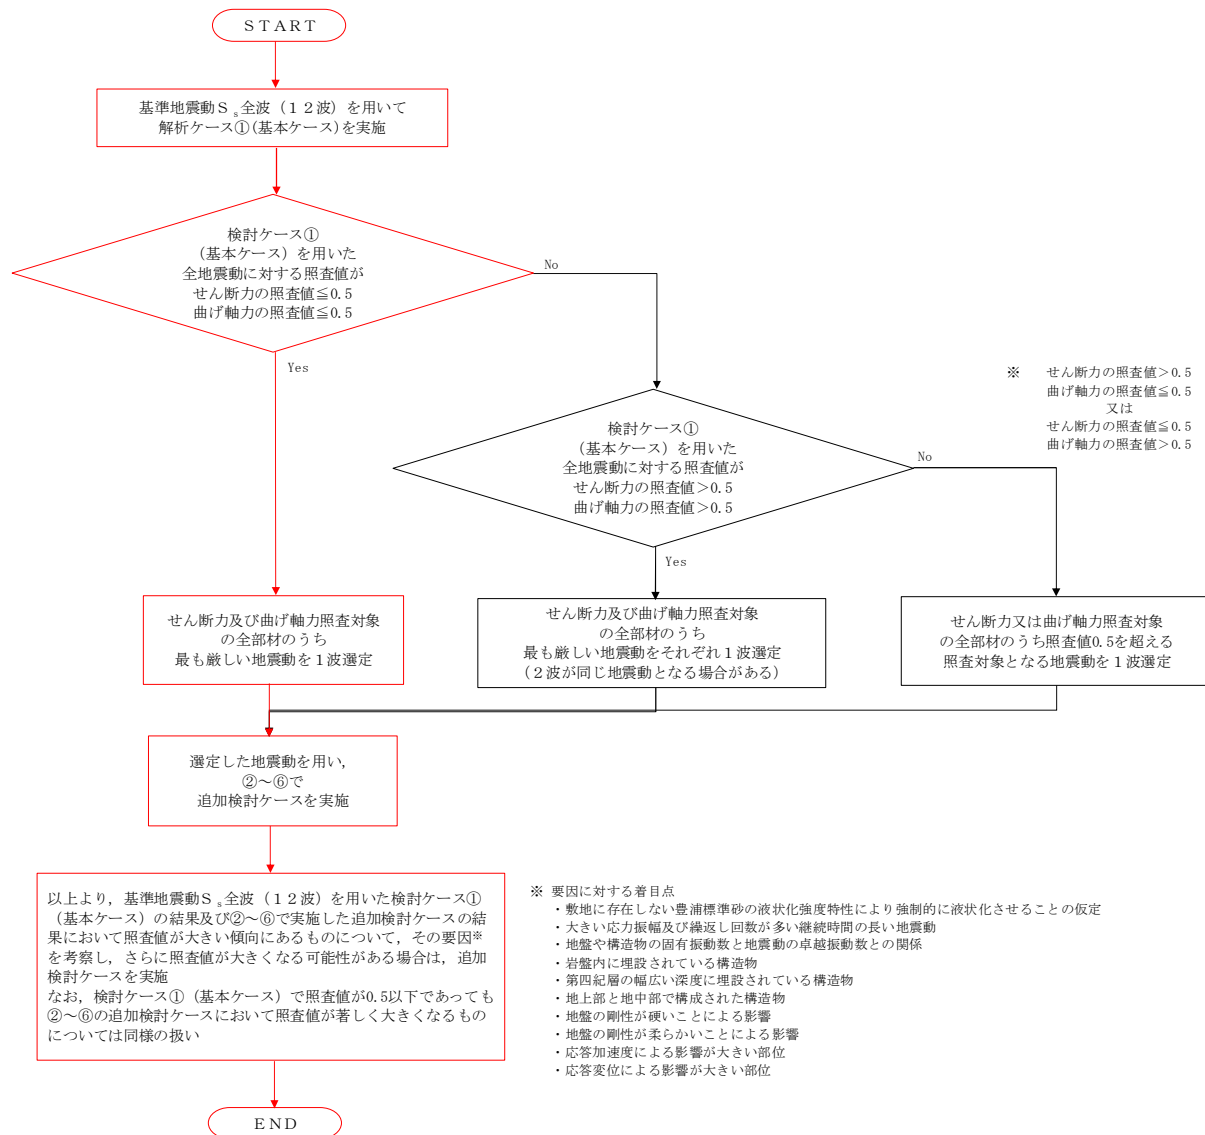 ＳＴＡＲＴ
基準地震動Ｓｓ全波（１２波）を用いて
解析ケース①(基本ケース)を実施
検討ケース①
（基本ケース）を用いた
全地震動に対する照査値が
せん断力の照査値≦0.5
曲げ軸力の照査値≦0.5
No
Yes
※　せん断力の照査値＞0.5
曲げ軸力の照査値≦0.5
又は
せん断力の照査値≦0.5
曲げ軸力の照査値＞0.5
検討ケース①
（基本ケース）を用いた
全地震動に対する照査値が
せん断力の照査値＞0.5
曲げ軸力の照査値＞0.5
No
Yes
せん断力及び曲げ軸力照査対象
の全部材のうち
最も厳しい地震動を１波選定
せん断力及び曲げ軸力照査対象
の全部材のうち
最も厳しい地震動をそれぞれ１波選定
（２波が同じ地震動となる場合がある）
せん断力又は曲げ軸力照査対象
の全部材のうち照査値0.5を超える
照査対象となる地震動を１波選定
選定した地震動を用い，
②～⑥で
追加検討ケースを実施
以上より，基準地震動Ｓｓ全波（１２波）を用いた検討ケース①
（基本ケース）の結果及び②～⑥で実施した追加検討ケースの結
果において照査値が大きい傾向にあるものについて，その要因※
を考察し，さらに照査値が大きくなる可能性がある場合は，追加
検討ケースを実施
なお，検討ケース①（基本ケース）で照査値が0.5以下であっても
②～⑥の追加検討ケースにおいて照査値が著しく大きくなるもの
については同様の扱い
※ 要因に対する着目点
・敷地に存在しない豊浦標準砂の液状化強度特性により強制的に液状化させることの仮定
・大きい応力振幅及び繰返し回数が多い継続時間の長い地震動
・地盤や構造物の固有振動数と地震動の卓越振動数との関係
・岩盤内に埋設されている構造物
・第四紀層の幅広い深度に埋設されている構造物
・地上部と地中部で構成された構造物
・地盤の剛性が硬いことによる影響
・地盤の剛性が柔らかいことによる影響
・応答加速度による影響が大きい部位
・応答変位による影響が大きい部位
ＥＮＤ